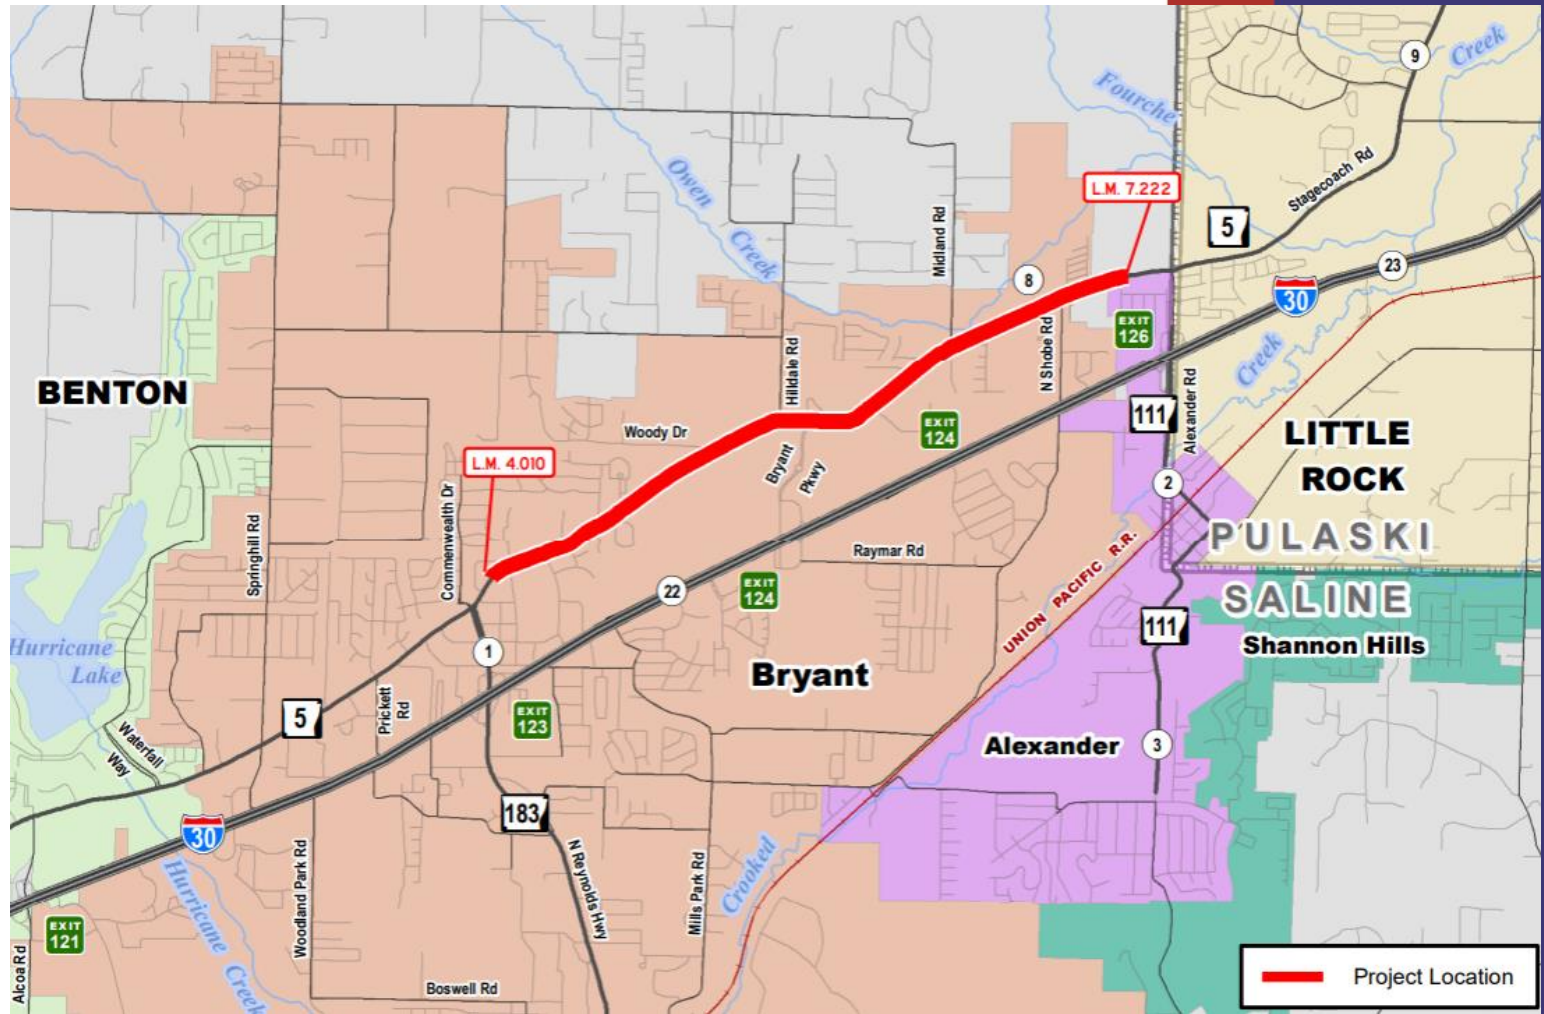 9
Creek
Fourche
Stagecoach Rd
L.M. 7.222
Owen
Creek
Midland Rd
5
23
8
30
EXIT
126
N Shobe Rd
Hilldale Rd
Creek
BENTON
Alexander Rd
111
EXIT
124
Woody Dr
LITTLE
ROCK
L.M. 4.010
Bryant
Pkwy
2
Commonwealth Dr
Springhill Rd
PULASKI
Raymar Rd
UNION PACIFIC R.R.
22
EXIT
124
SALINE
111
Shannon Hills
Hurricane
Lake
1
Bryant
5
Prickett
Rd
EXIT
123
Alexander
3
Waterfall
Way
183
30
N Reynolds Hwy
Woodland Park Rd
Mills Park Rd
Crooked
Hurricane Creek
EXIT
121
Alcoa Rd
Boswell Rd
Project Location